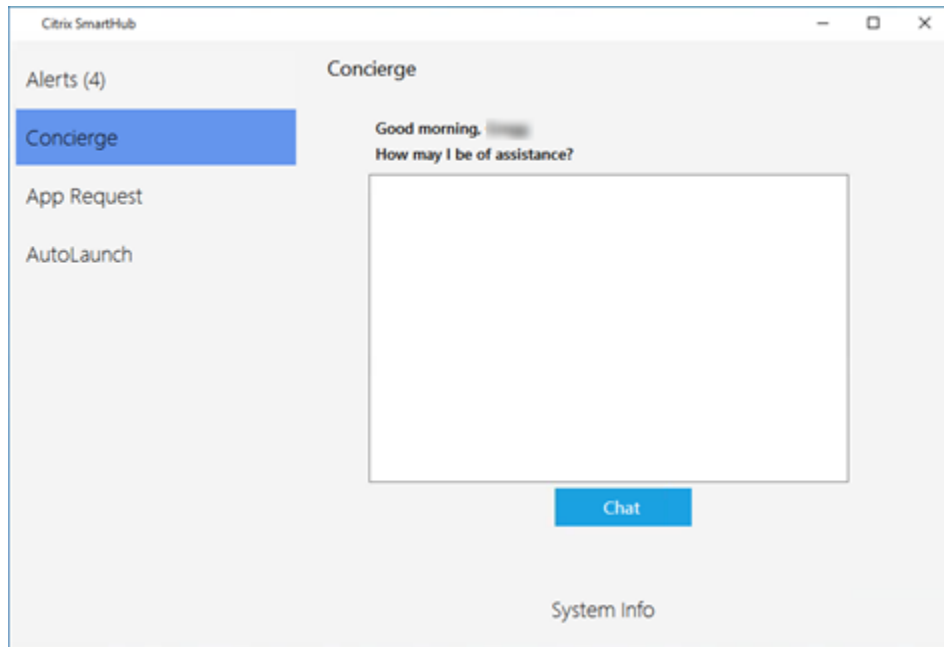 Citrix SmartHub
Alerts (4)
Concierge
App Request
AutoLaunch
Concierge
Good morning,
How may I be of assistance?
Chat
System Info